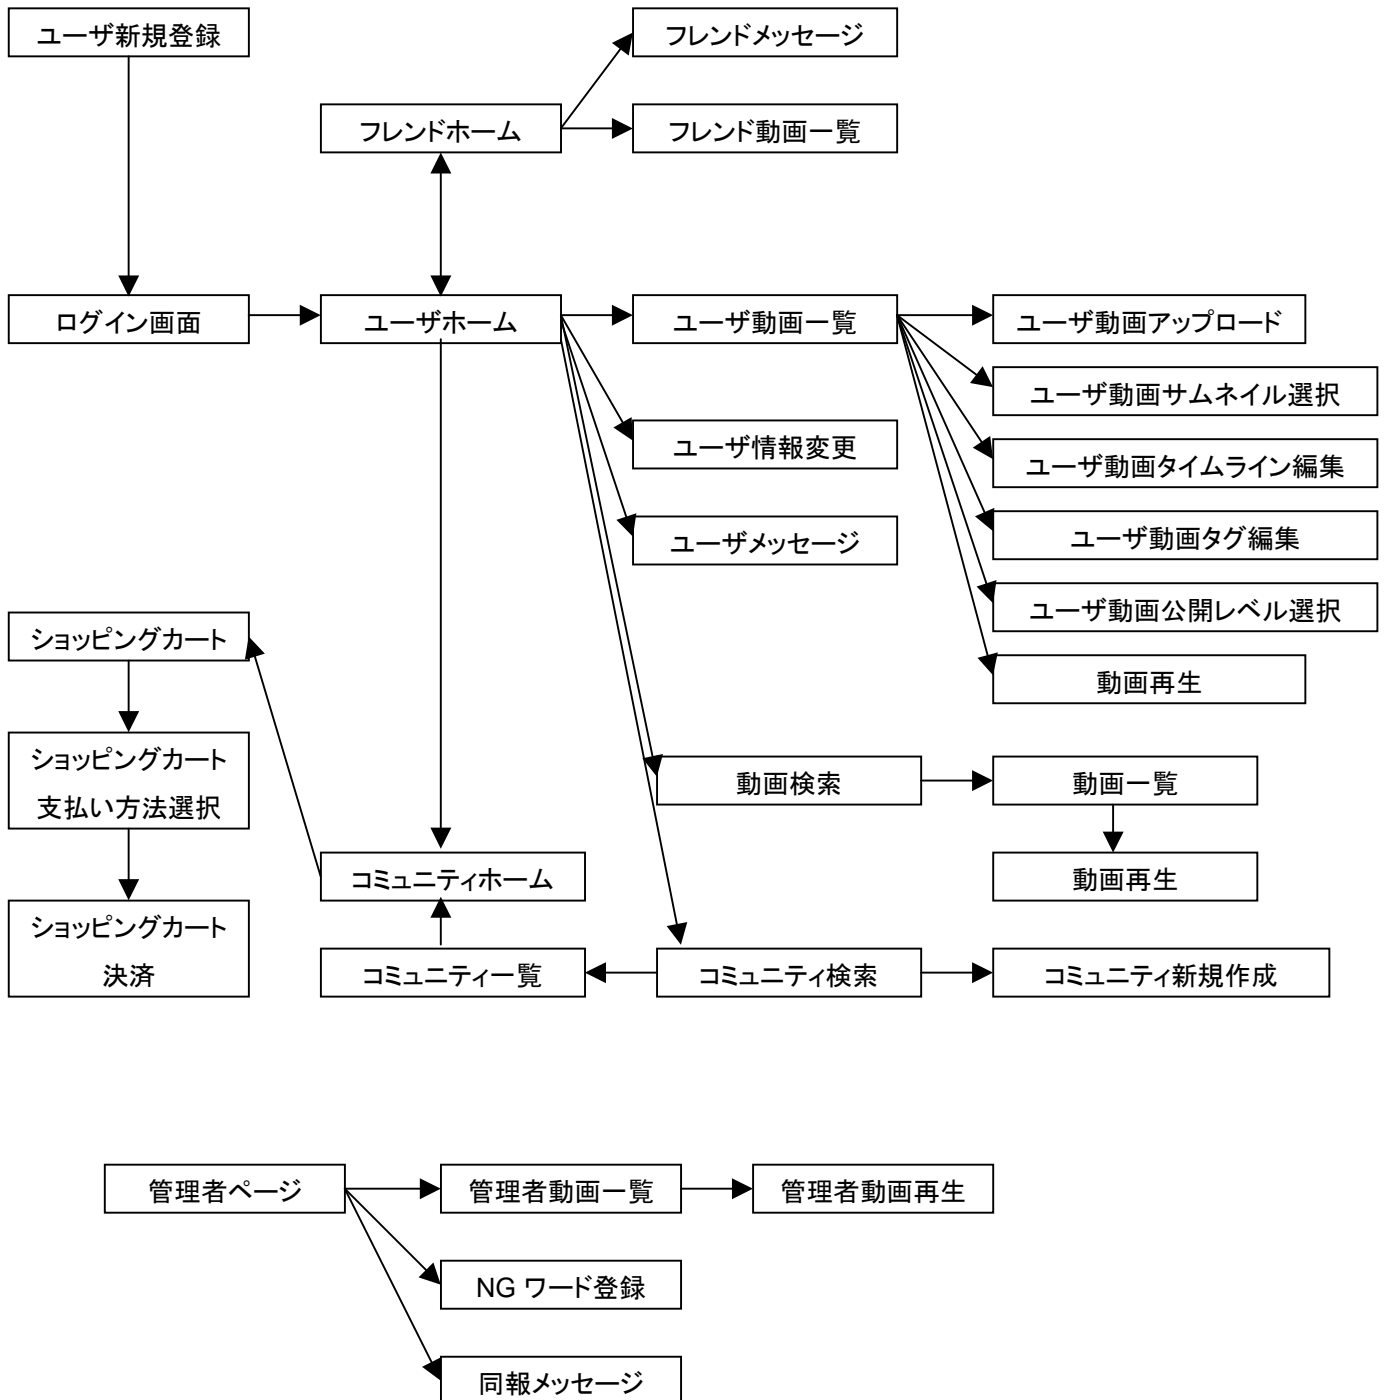 ユーザ新規登録
フレンドメッセージ
フレンドホーム
フレンド動画一覧
ログイン画面
ユーザホーム
ユーザ動画一覧
ユーザ動画アップロード
ユーザ動画サムネイル選択
ユーザ情報変更
ユーザ動画タイムライン編集
ユーザメッセージ
ユーザ動画タグ編集
ユーザ動画公開レベル選択
ショッピングカート
動画再生
ショッピングカート
支払い方法選択
動画検索
動画一覧
コミュニティホーム
動画再生
ショッピングカート
決済
コミュニティ一覧
コミュニティ検索
コミュニティ新規作成
管理者ページ
管理者動画一覧
管理者動画再生
NG ワード登録
同報メッセージ